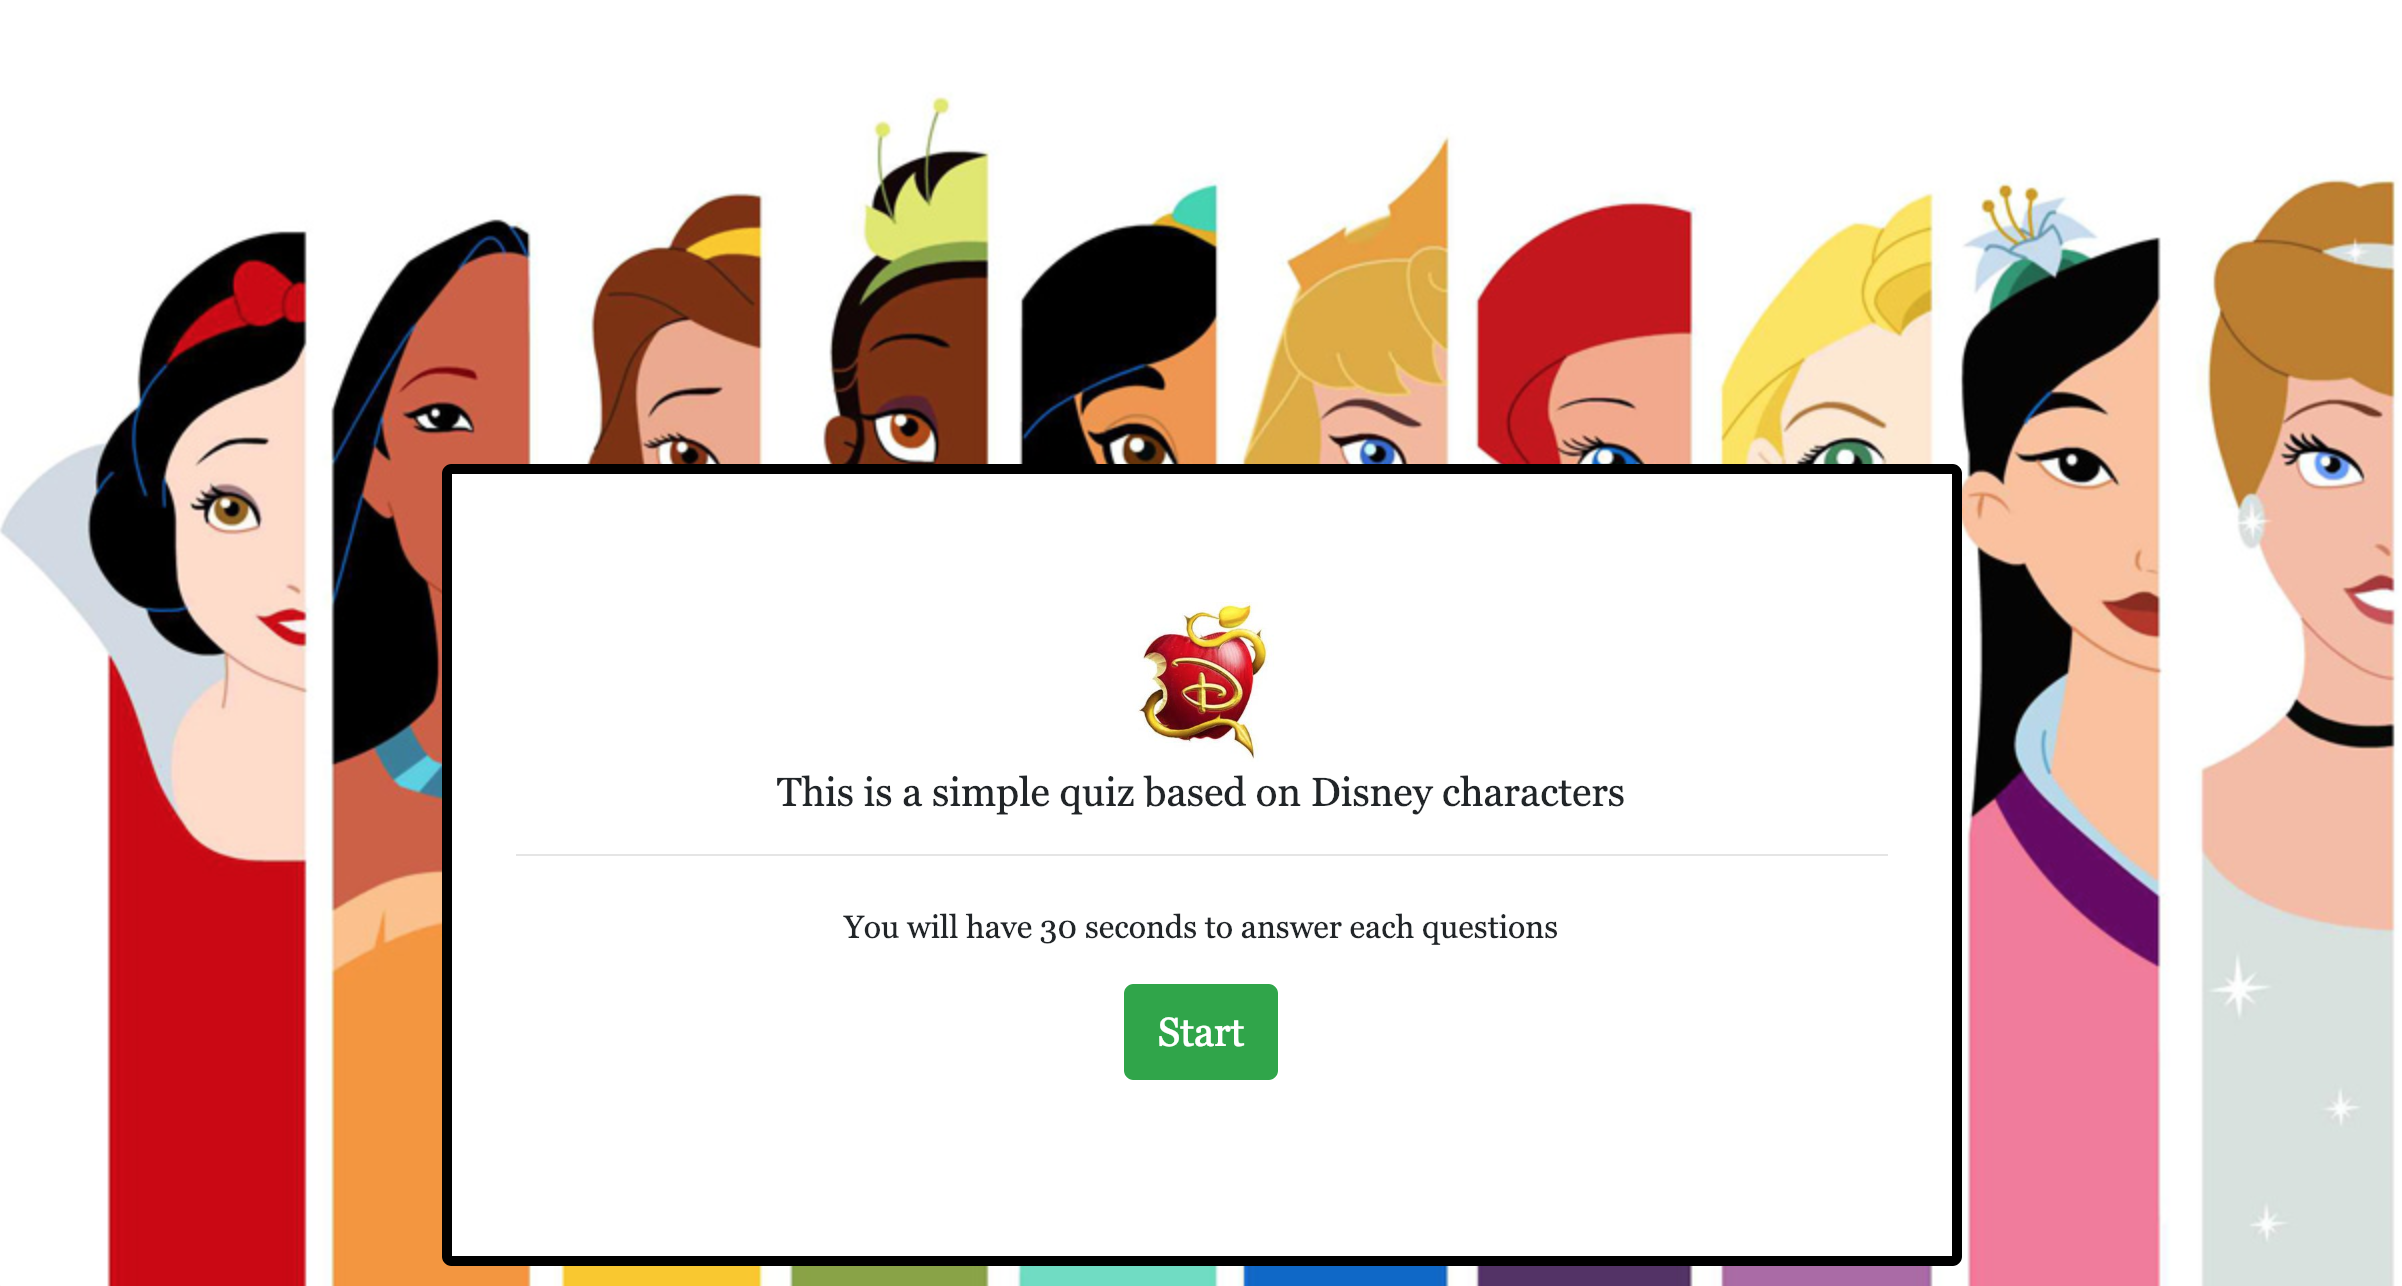 D
This is a simple quiz based on Disney characters
You will have 30 seconds to answer each questions
Start